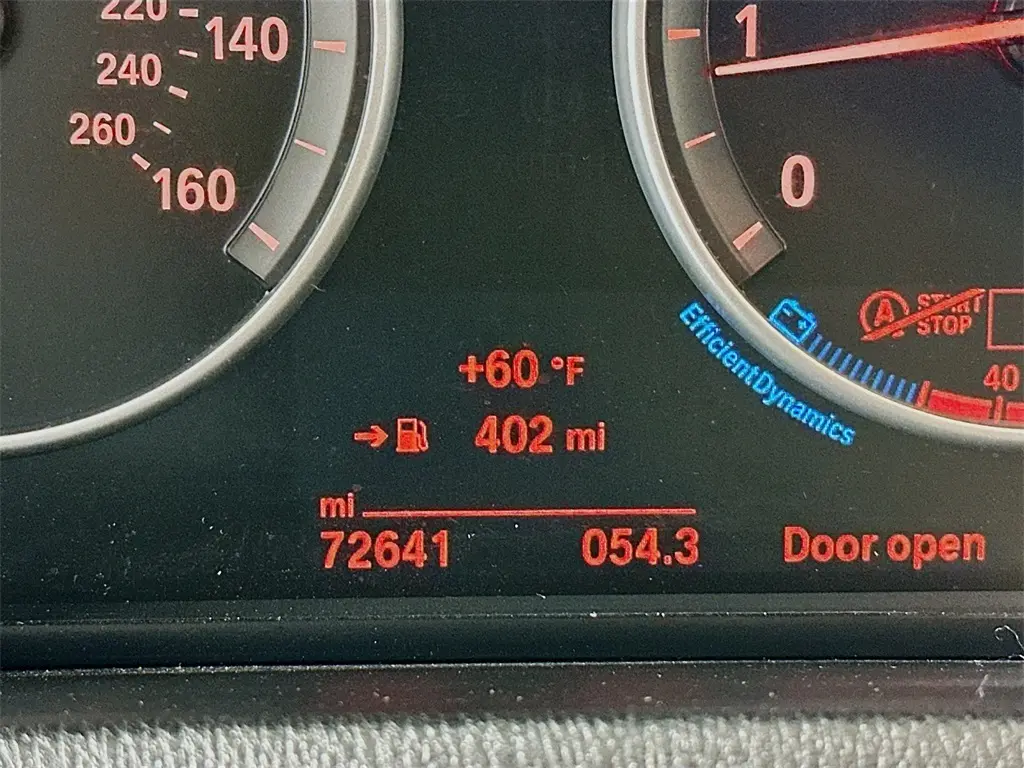 220
140
240
260
160
1
0
A START STOP
40
EfficientDynamics
+60 °F
402 mi
mi
72641 054.3 Door open